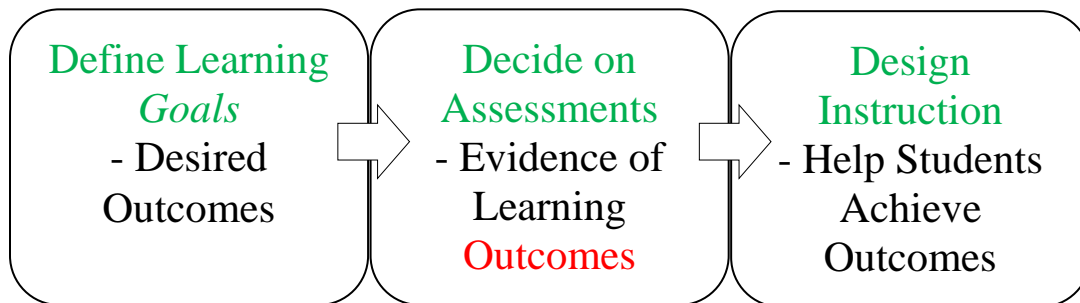 Define Learning
Goals
- Desired
Outcomes
Decide on
Assessments
- Evidence of
Learning
Outcomes
Design
Instruction
- Help Students
Achieve
Outcomes